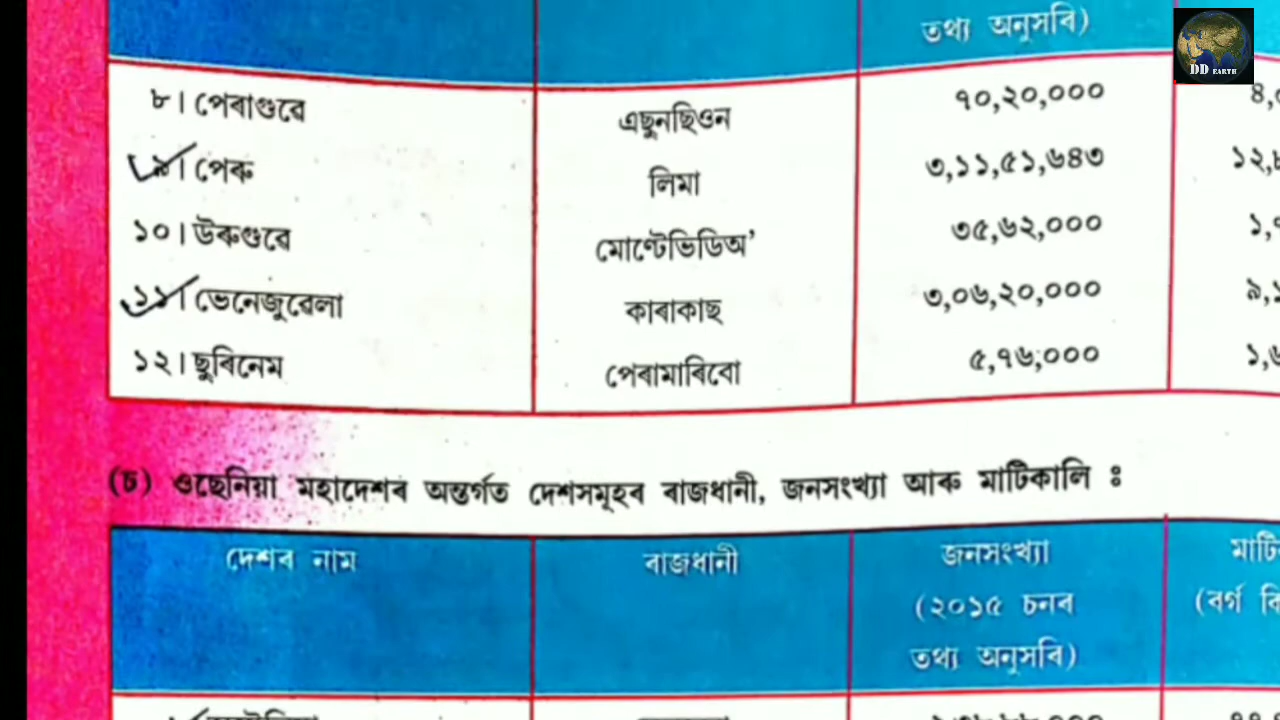 তথ্য অনুসৰি)
DD EARTH
৮। পেৰাগুৱে এছুনছিওন ৭০,২০,০০০
৯। পেৰু লিমা ৩,১১,৫১,৬৪৩
১০। উৰুগুৱে মোণ্টেভিডিঅ' ৩৫,৬২,০০০
১১। ভেনেজুৱেলা কাৰাকাছ ৩,০৬,২০,০০০
১২। ছুৰিনেম পেৰামাৰিবো ৫,৭৬,০০০
(চ) ওছেনিয়া মহাদেশৰ অন্তৰ্গত দেশসমূহৰ ৰাজধানী, জনসংখ্যা আৰু মাটিকালি ঃ
দেশৰ নাম ৰাজধানী জনসংখ্যা
(২০১৫ চনৰ (বৰ্গ
তথ্য অনুসৰি)